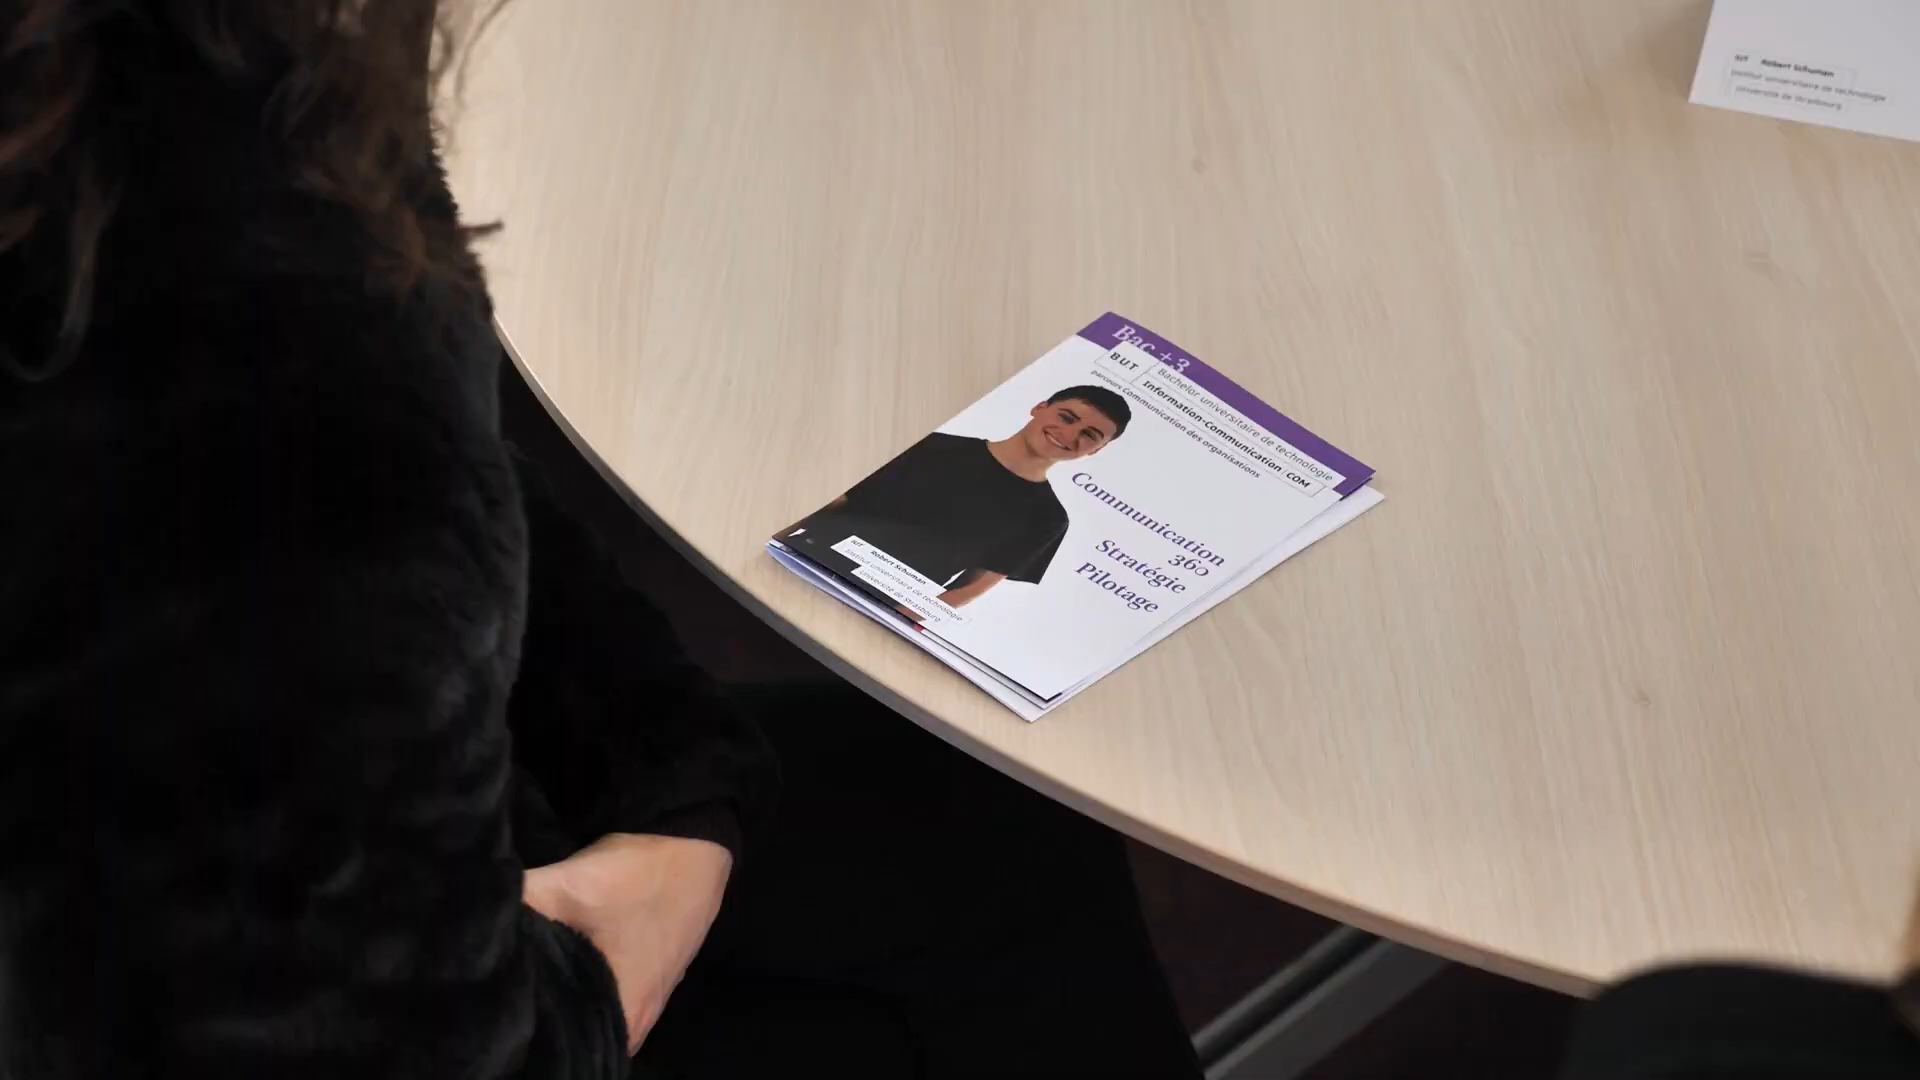 IUT Robert Schuman
Institut universitaire de technologie
Université de Strasbourg
Bac +3
BUT Bachelor universitaire de technologie
Information-Communication COM
parcours Communication des organisations
Communication
360
Stratégie
Pilotage
IUT Robert Schuman
Institut universitaire de technologie
Université de Strasbourg